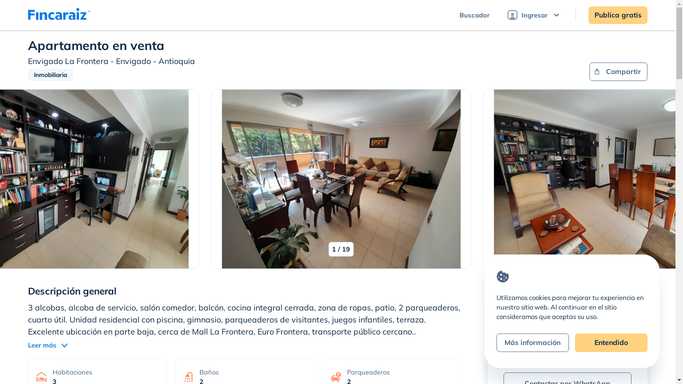 Fincaraiz
Buscador
Ingresar
Publica gratis
Apartamento en venta
Envigado La Frontera - Envigado - Antioquia
Inmobiliaria
Compartir
1 / 19
Descripción general
3 alcobas, alcoba de servicio, salón comedor, balcón, cocina integral cerrada, zona de ropas, patio, 2 parqueaderos,
cuarto útil. Unidad residencial con piscina, gimnasio, parqueaderos de visitantes, juegos infantiles, terraza.
Excelente ubicación en parte baja, cerca de Mall La Frontera, Euro Frontera, transporte público cercano..
Leer más
Habitaciones
3
Baños
2
Parqueaderos
2
Utilizamos cookies para mejorar tu experiencia en
nuestro sitio web. Al continuar en el sitio
consideramos que aceptas su uso.
Más información
Entendido
Contactar por WhatsApp